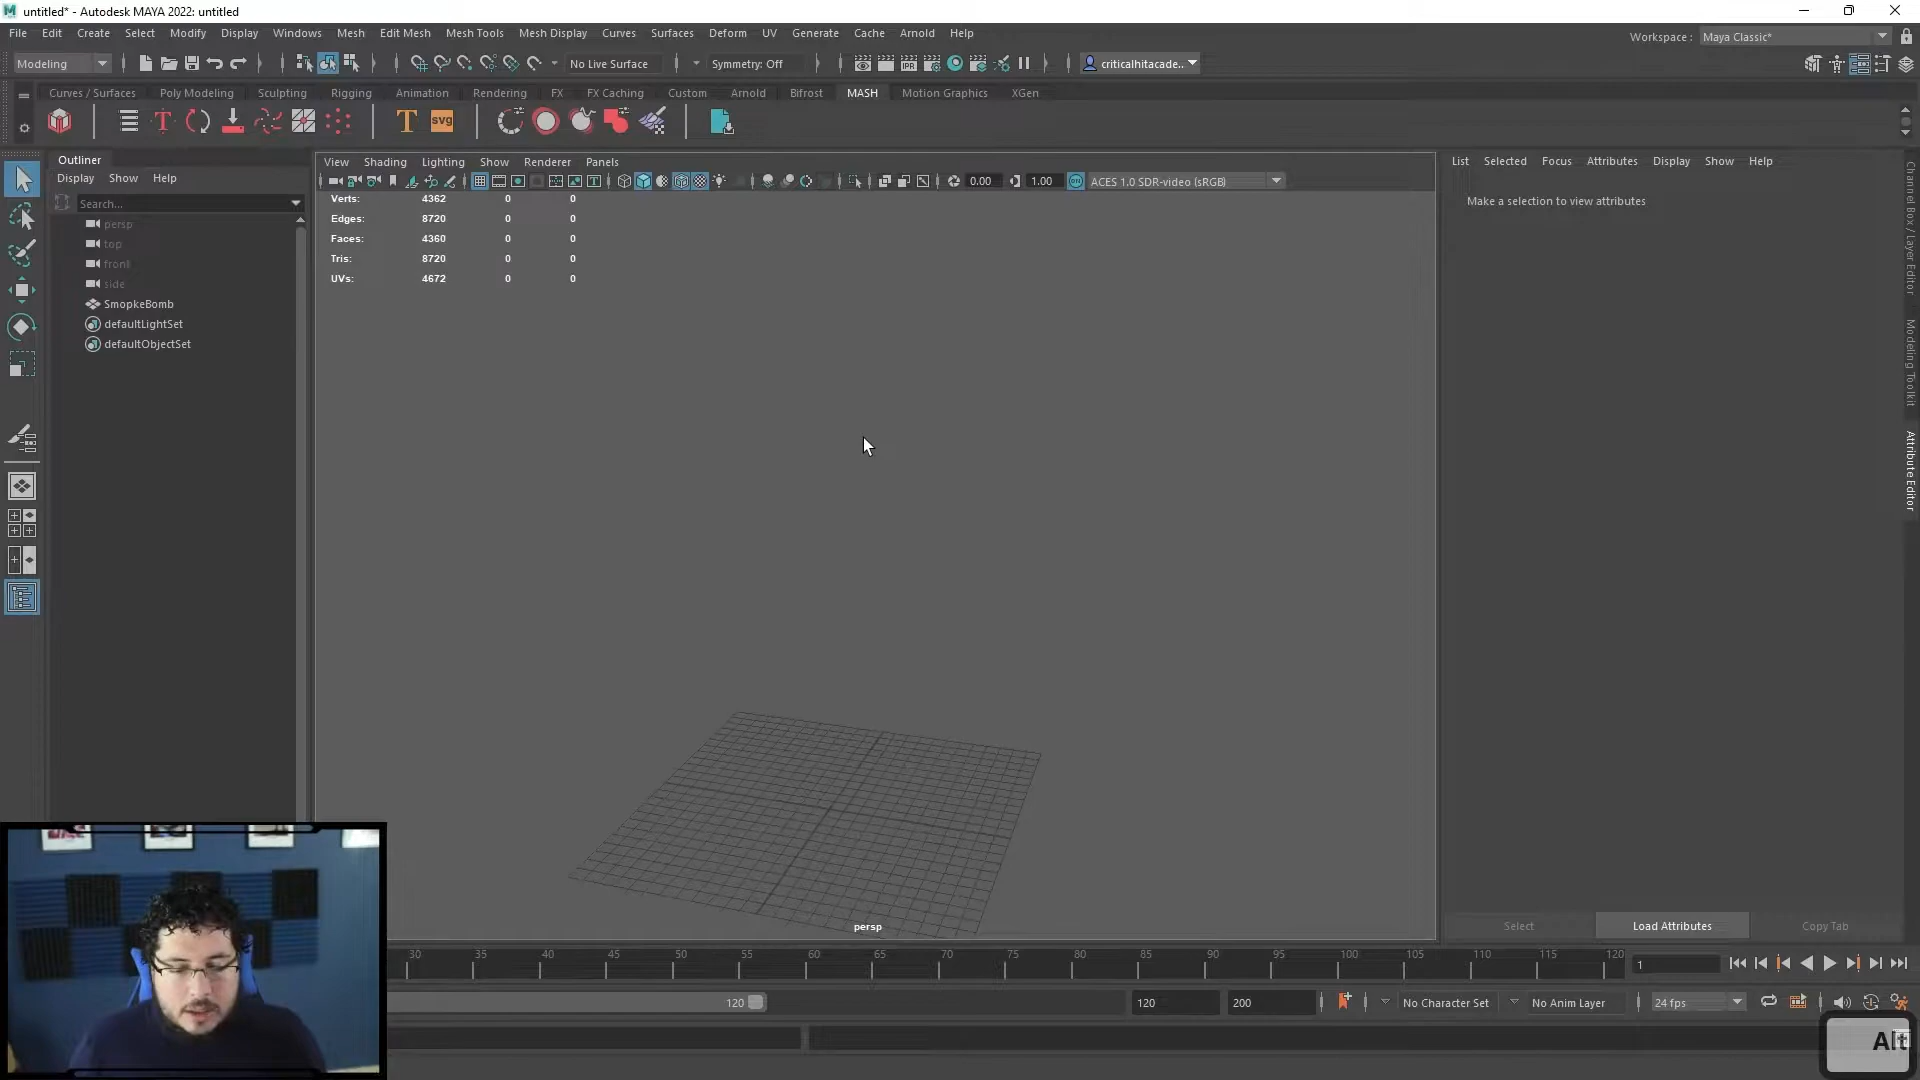 untitled* - Autodesk MAYA 2022: untitled
File Edit Create Select Modify Display Windows Mesh Edit Mesh Mesh Tools Mesh Display Curves Surfaces Deform UV Generate Cache Arnold Help
Workspace : Maya Classic*
Modeling No Live Surface Symmetry: Off criticalhitacade..
Curves / Surfaces Poly Modeling Sculpting Rigging Animation Rendering FX FX Caching Custom Arnold Bifrost MASH Motion Graphics XGen
T T svg
Outliner
Display Show Help
Search...
persp
top
front
side
SmopkeBomb
defaultLightSet
defaultObjectSet
View Shading Lighting Show Renderer Panels
0.00 1.00 ACES 1.0 SDR-video (sRGB)
Verts: 4362 0 0
Edges: 8720 0 0
Faces: 4360 0 0
Tris: 8720 0 0
UVs: 4672 0 0
persp
List Selected Focus Attributes Display Show Help
Make a selection to view attributes
Channel Box / Layer Editor
Modeling Toolkit
Attribute Editor
Select Load Attributes Copy Tab
30 35 40 45 50 55 60 65 70 75 80 85 90 95 100 105 110 115 120
1
120 120 200 No Character Set No Anim Layer 24 fps
Alt